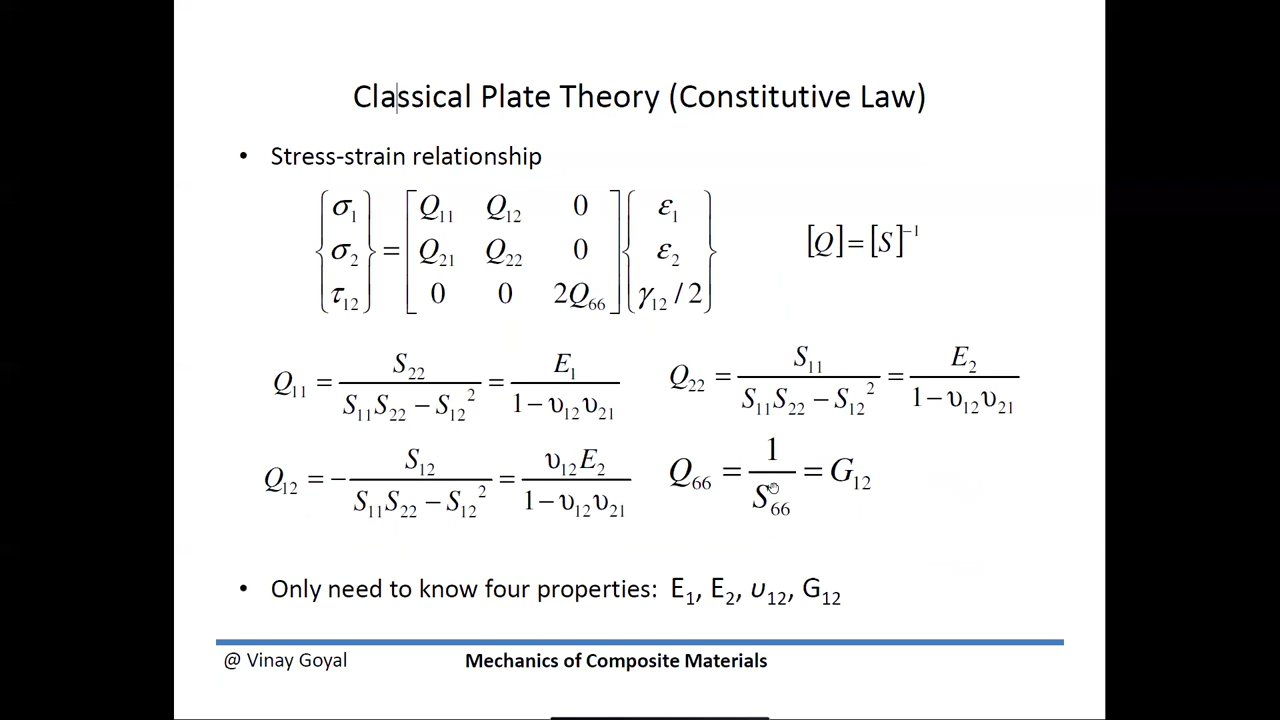 Classical Plate Theory (Constitutive Law)
• Stress-strain relationship
{σ₁ σ₂ τ₁₂} = [Q₁₁ Q₁₂ 0; Q₂₁ Q₂₂ 0; 0 0 2Q₆₆] {ε₁ ε₂ γ₁₂ / 2}
[Q] = [S]⁻¹
Q₁₁ = S₂₂ / (S₁₁S₂₂ − S₁₂²) = E₁ / (1 − υ₁₂υ₂₁)
Q₂₂ = S₁₁ / (S₁₁S₂₂ − S₁₂²) = E₂ / (1 − υ₁₂υ₂₁)
Q₁₂ = − S₁₂ / (S₁₁S₂₂ − S₁₂²) = υ₁₂E₂ / (1 − υ₁₂υ₂₁)
Q₆₆ = 1 / S₆₆ = G₁₂
• Only need to know four properties: E₁, E₂, υ₁₂, G₁₂
@ Vinay Goyal
Mechanics of Composite Materials